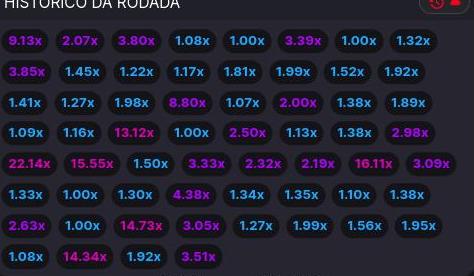 HISTÓRICO DA RODADA
9.13x 2.07x 3.80x 1.08x 1.00x 3.39x 1.00x 1.32x
3.85x 1.45x 1.22x 1.17x 1.81x 1.99x 1.52x 1.92x
1.41x 1.27x 1.98x 8.80x 1.07x 2.00x 1.38x 1.89x
1.09x 1.16x 13.12x 1.00x 2.50x 1.13x 1.38x 2.98x
22.14x 15.55x 1.50x 3.33x 2.32x 2.19x 16.11x 3.09x
1.33x 1.00x 1.30x 4.38x 1.34x 1.35x 1.10x 1.38x
2.63x 1.00x 14.73x 3.05x 1.27x 1.99x 1.56x 1.95x
1.08x 14.34x 1.92x 3.51x